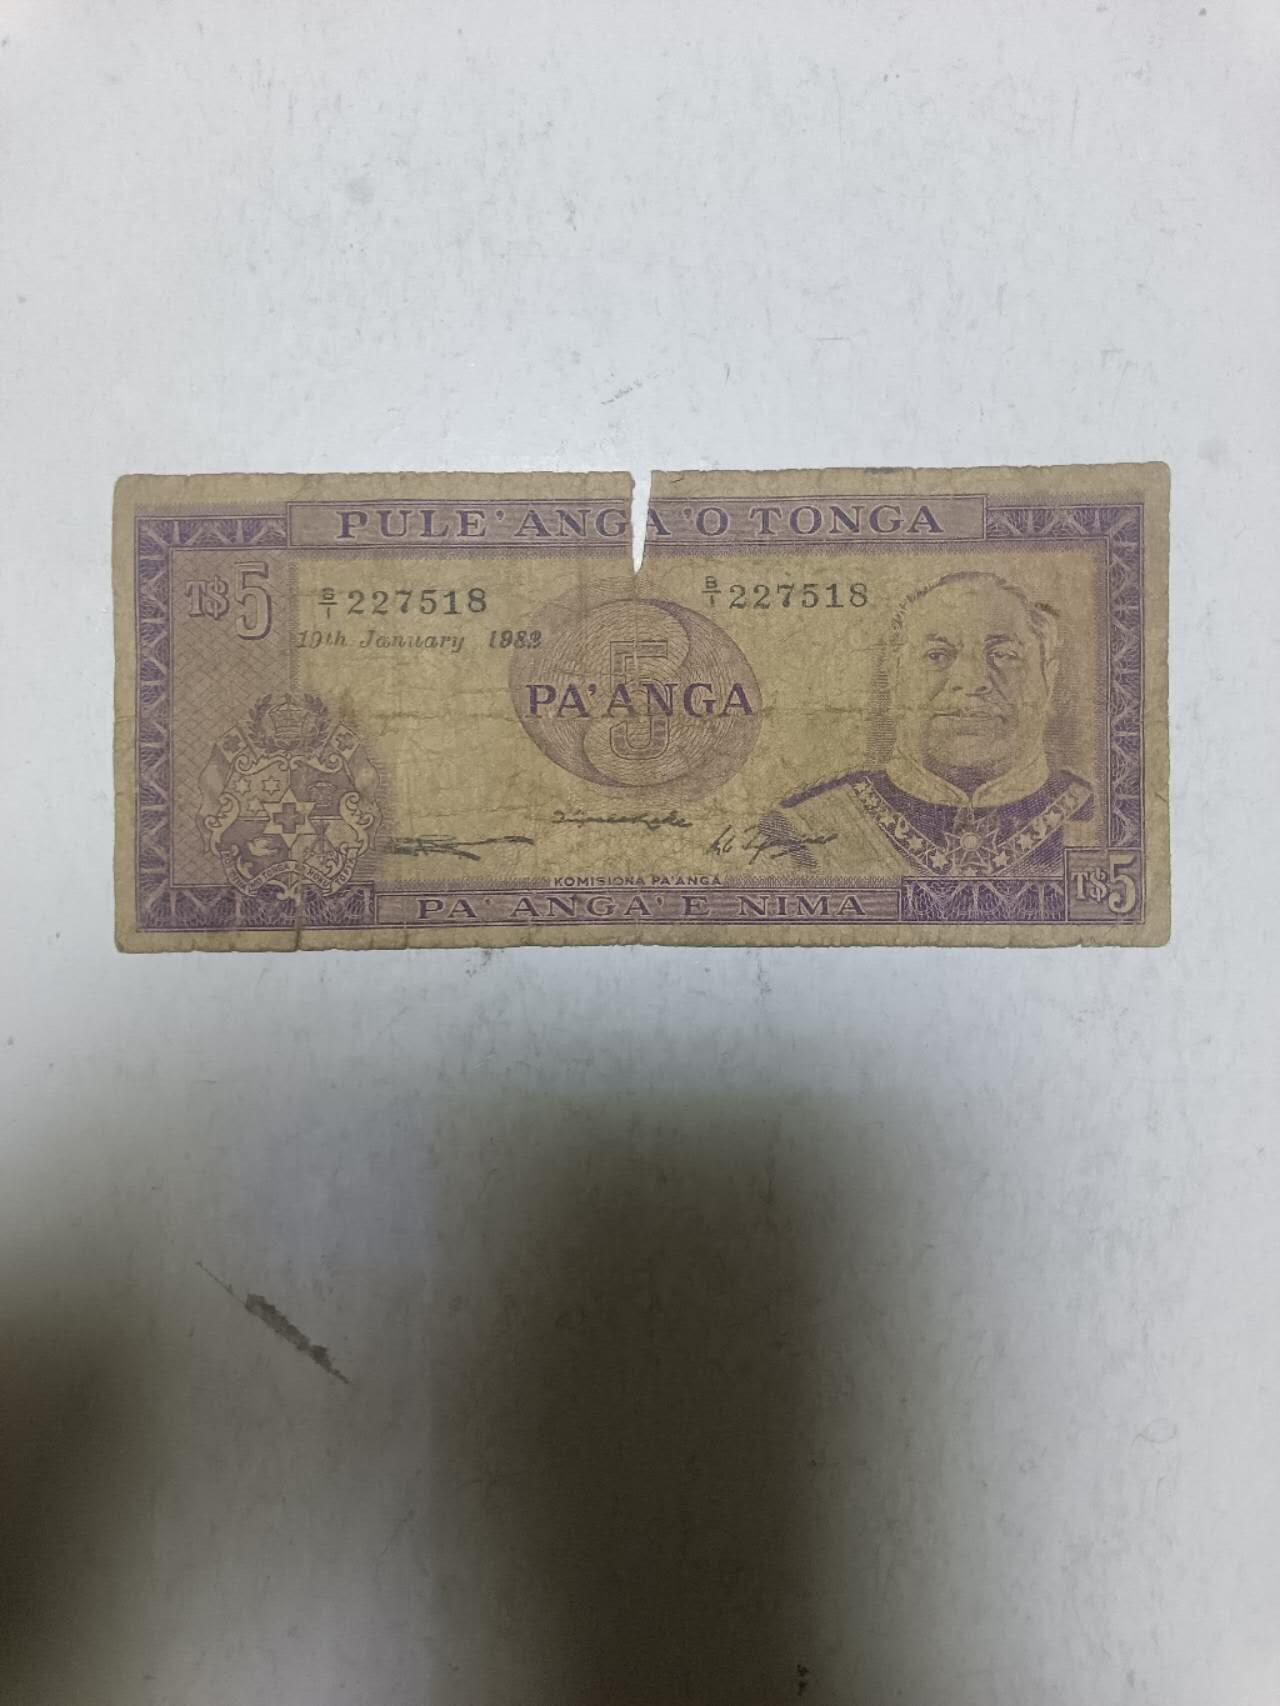 PULE'ANGA 'O TONGA
T$5
B/1 227518
B/1 227518
19th January
5
PA'ANGA
KOMISIONA PA'ANGA
PA'ANGA 'E NIMA
T$5